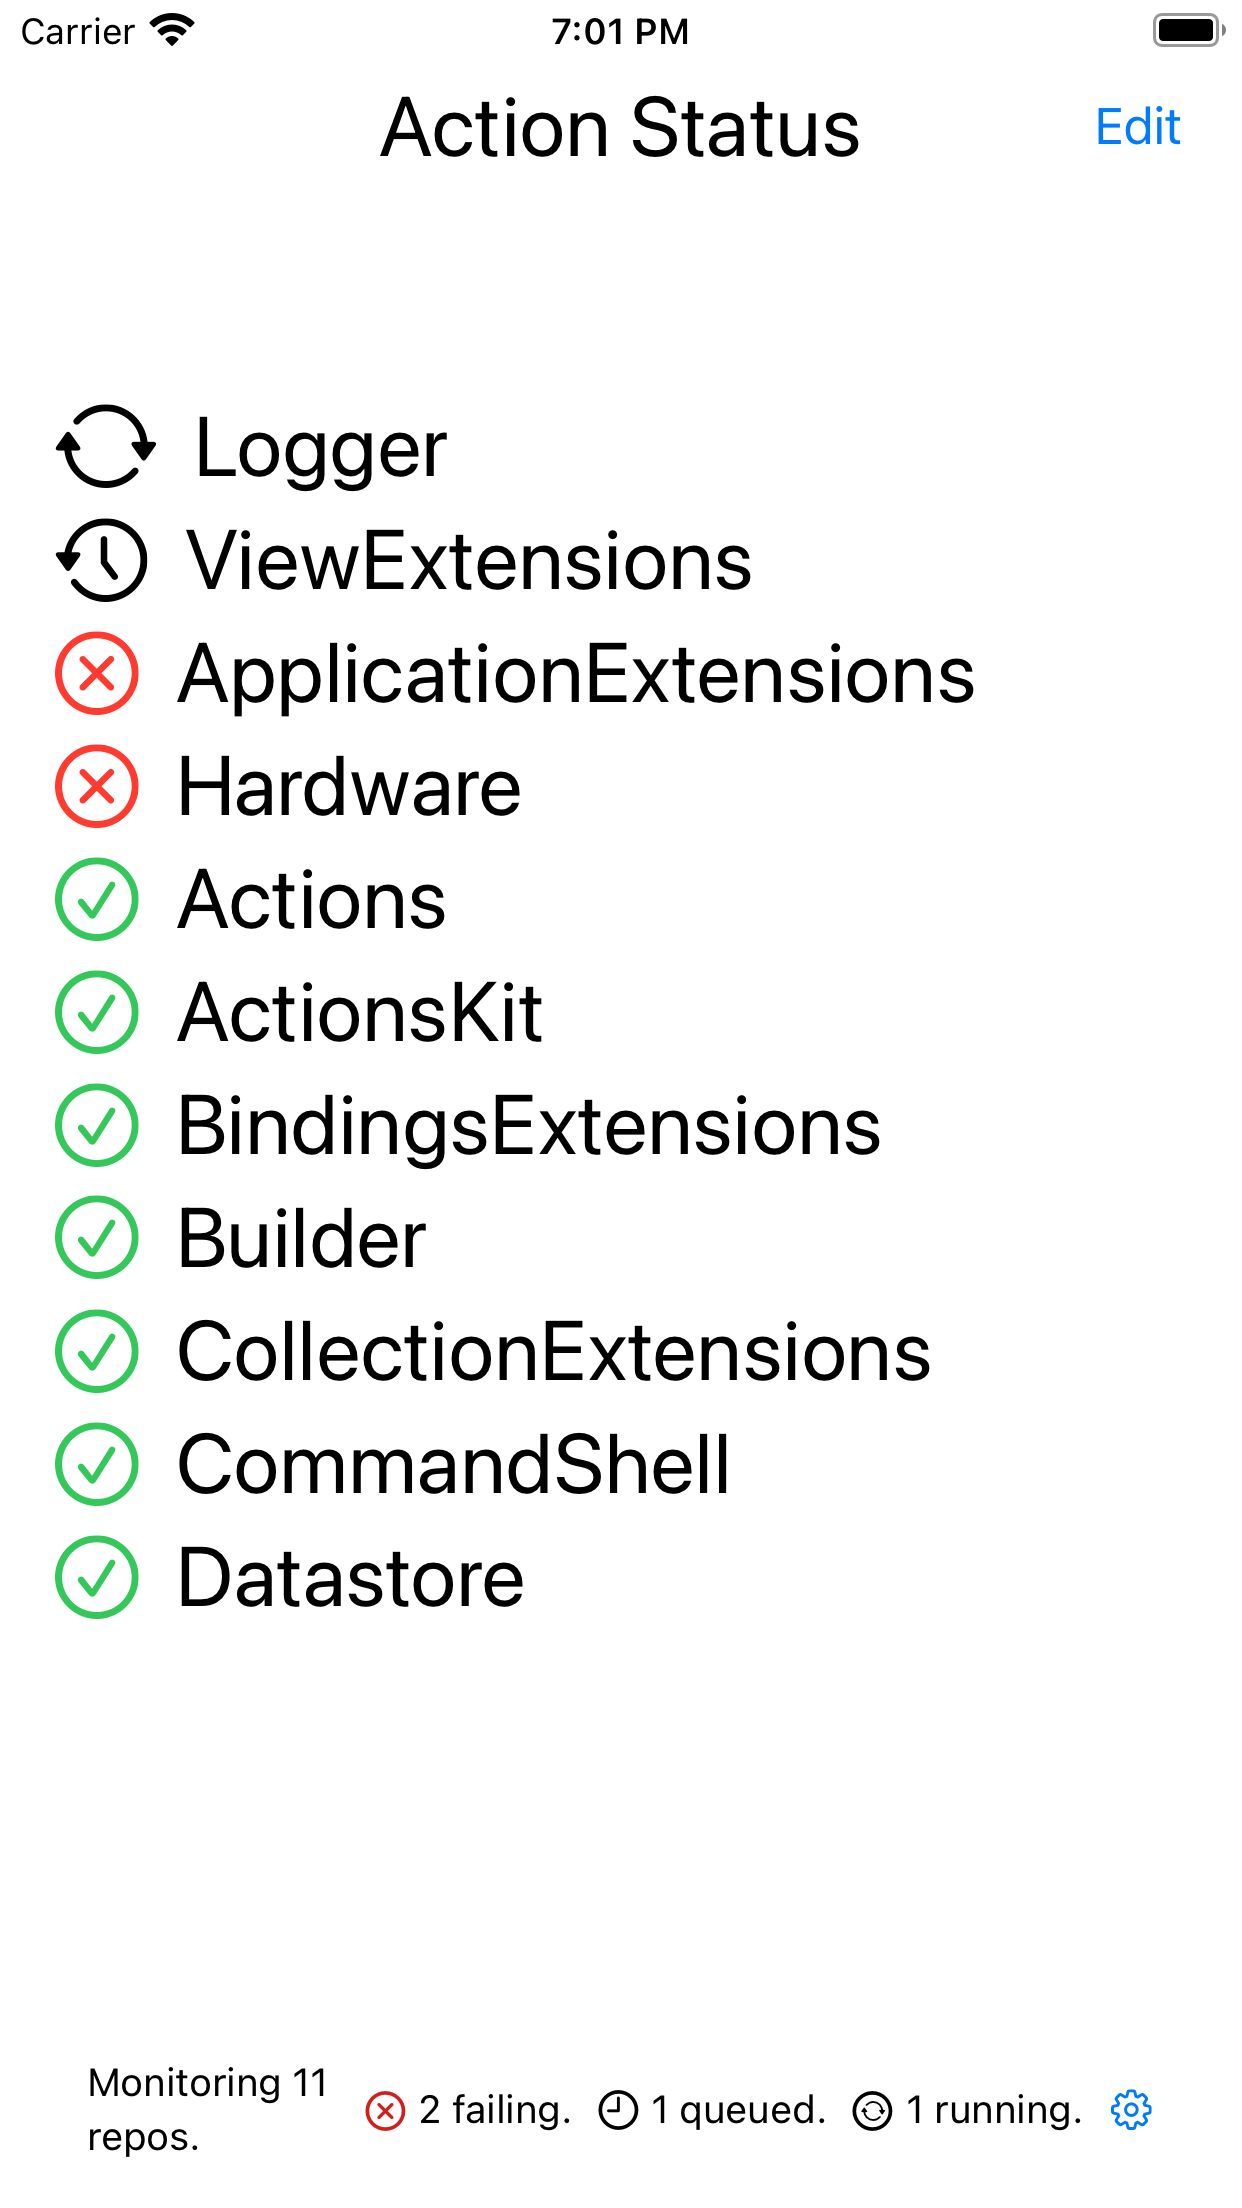 Carrier 7:01 PM
Action Status Edit
Logger
ViewExtensions
ApplicationExtensions
Hardware
Actions
ActionsKit
BindingsExtensions
Builder
CollectionExtensions
CommandShell
Datastore
Monitoring 11
repos.
2 failing. 1 queued. 1 running.